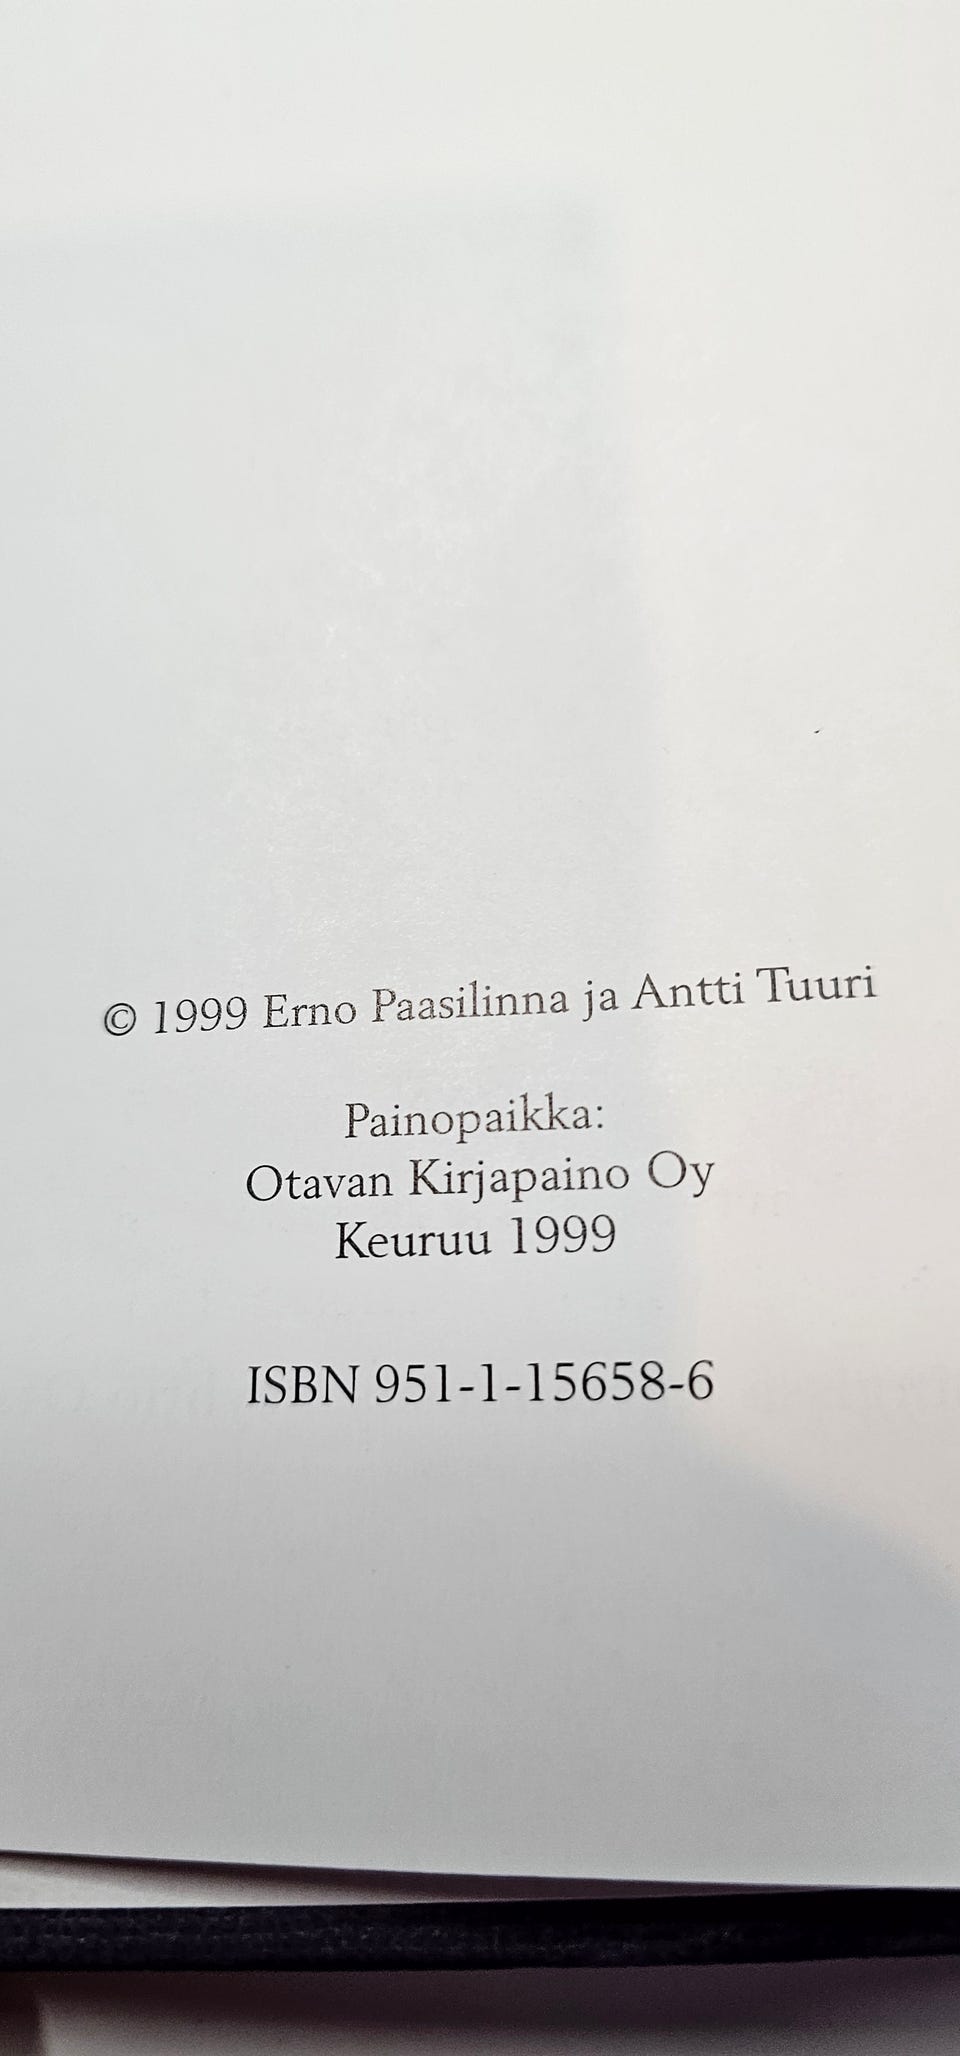 © 1999 Erno Paasilinna ja Antti Tuuri
Painopaikka:
Otavan Kirjapaino Oy
Keuruu 1999
ISBN 951-1-15658-6